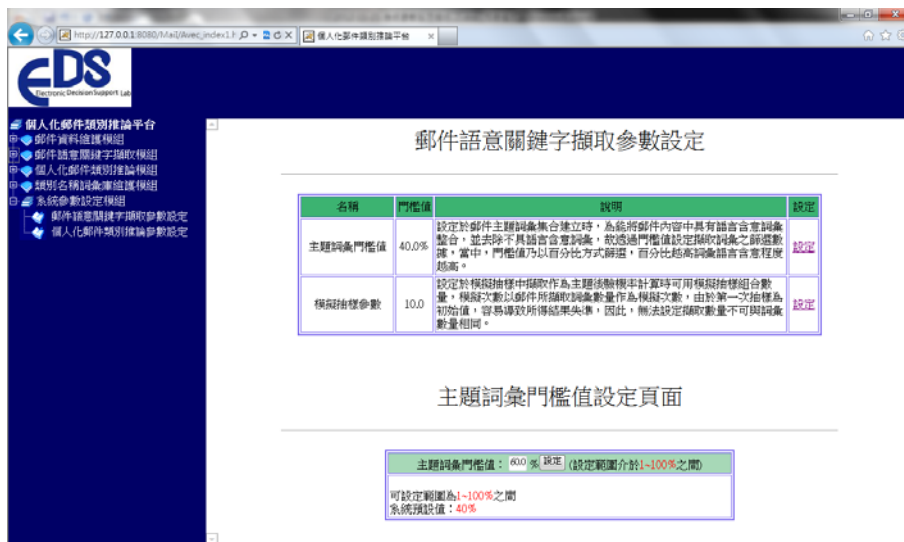 http://127.0.0.1:8080/Mail/Avec_index1.h
個人化郵件類別推論平台
EDS
Electronic Decision Support Lab
個人化郵件類別推論平台
郵件資料維護模組
郵件語意關鍵字擷取模組
個人化郵件類別推論模組
類別名稱詞彙庫維護模組
系統參數設定模組
郵件語意關鍵字擷取參數設定
個人化郵件類別推論參數設定
郵件語意關鍵字擷取參數設定
名稱 門檻值 說明 設定
主題詞彙門檻值 40.0% 設定於郵件主題詞彙集合建立時，為能將郵件內容中具有語言含意詞彙
整合，並去除不具語言含意詞彙，故透過門檻值設定擷取詞彙之篩選數
據，當中，門檻值乃以百分比方式篩選，百分比越高詞彙語言含意程度
越高。 設定
模擬抽樣參數 10.0 設定於模擬抽樣中擷取作為主題後驗機率計算時可用模擬抽樣組合數
量，模擬次數以郵件所擷取詞彙數量作為模擬次數，由於第一次抽樣為
初始值，容易導致所得結果失準，因此，無法設定擷取數量不可與詞彙
數量相同。 設定
主題詞彙門檻值設定頁面
主題詞彙門檻值： 60.0 % 設定 (設定範圍介於1~100%之間)
可設定範圍為1~100%之間
系統預設值：40%